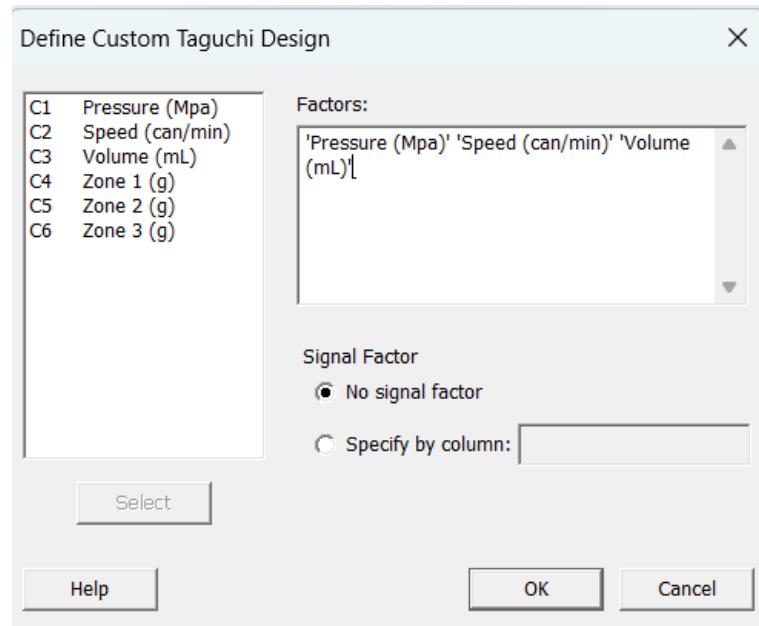 Define Custom Taguchi Design
C1 Pressure (Mpa)
C2 Speed (can/min)
C3 Volume (mL)
C4 Zone 1 (g)
C5 Zone 2 (g)
C6 Zone 3 (g)
Select
Factors:
'Pressure (Mpa)' 'Speed (can/min)' 'Volume
(mL)'
Signal Factor
No signal factor
Specify by column:
Help
OK
Cancel